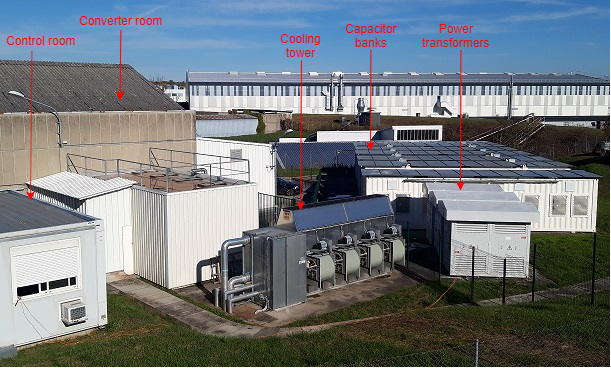 Control room
Converter room
Cooling
tower
Capacitor
banks
Power
transformers